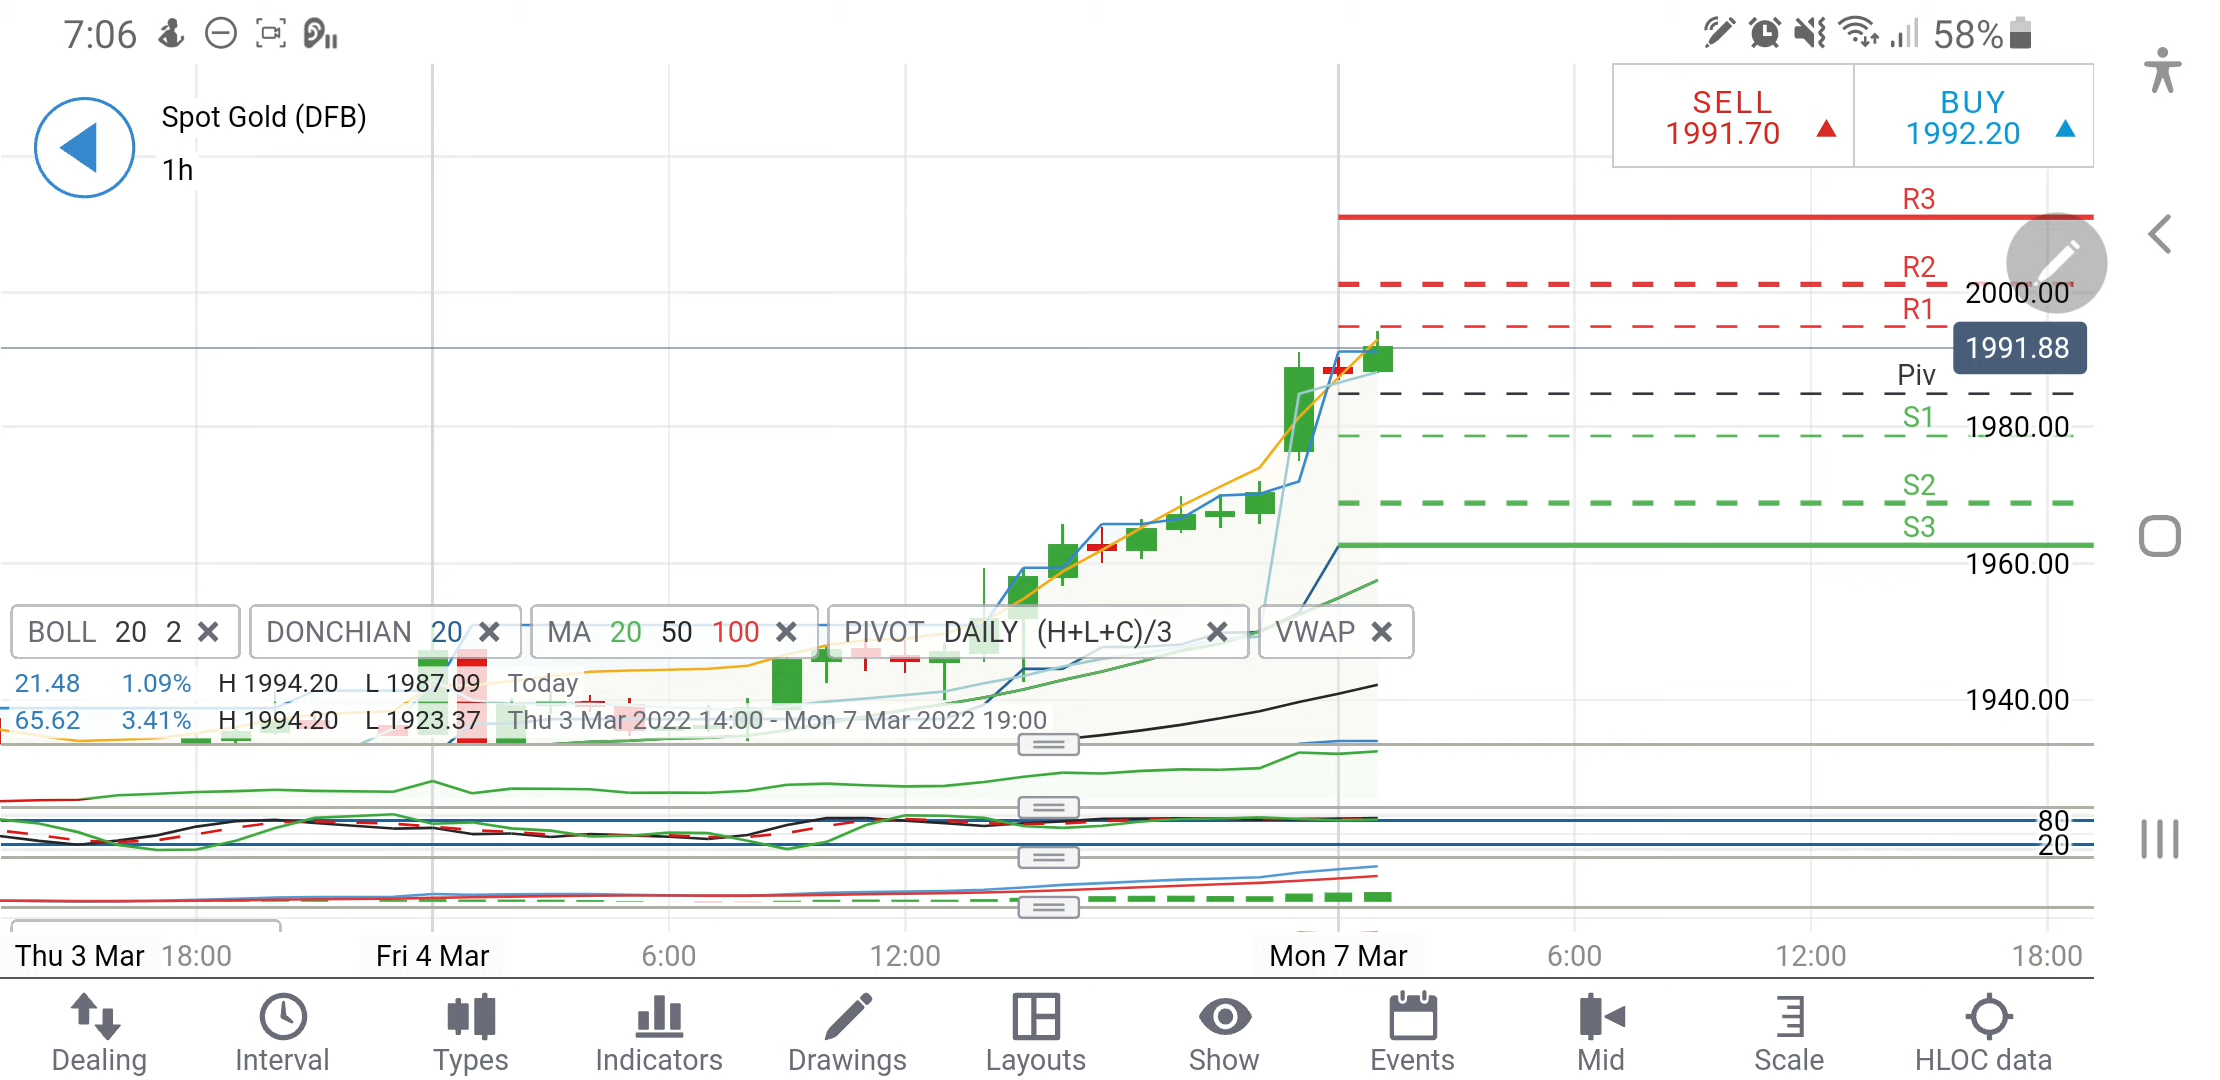 7:06 58%
Spot Gold (DFB)
1h
SELL BUY
1991.70 1992.20
R3
R2
2000.00
R1
1991.88
Piv
S1 1980.00
S2
S3
1960.00
BOLL 20 2 DONCHIAN 20 MA 20 50 100 PIVOT DAILY (H+L+C)/3 VWAP
21.48 1.09% H 1994.20 L 1987.09 Today
1940.00
65.62 3.41% H 1994.20 L 1923.37 Thu 3 Mar 2022 14:00 - Mon 7 Mar 2022 19:00
80
20
Thu 3 Mar 18:00 Fri 4 Mar 6:00 12:00 Mon 7 Mar 6:00 12:00 18:00
Dealing Interval Types Indicators Drawings Layouts Show Events Mid Scale HLOC data